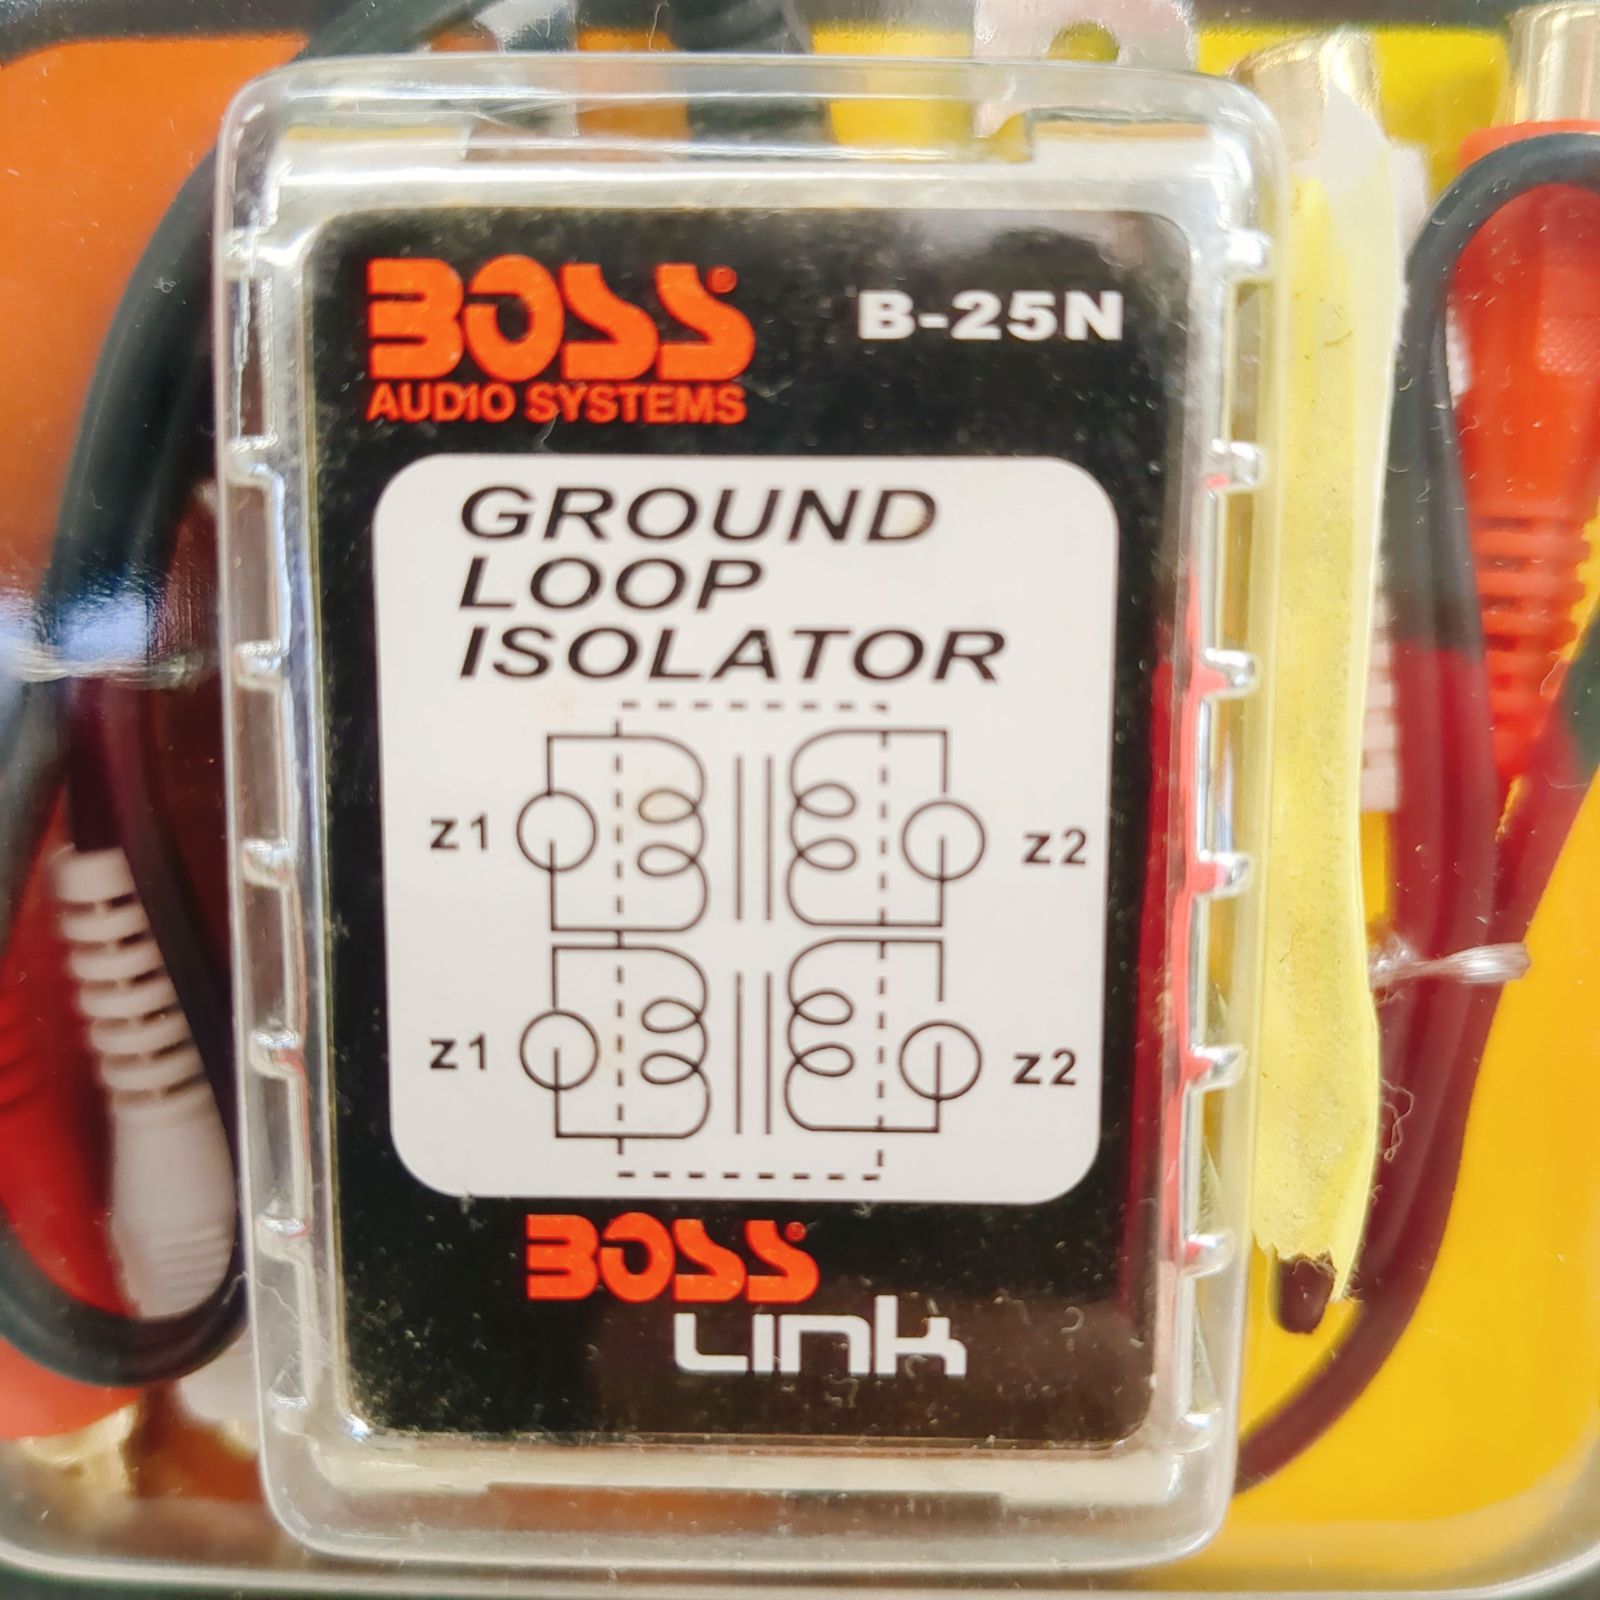 BOSS®
AUDIO SYSTEMS
B-25N
GROUND
LOOP
ISOLATOR
Z1
Z2
Z1
Z2
BOSS®
LINK